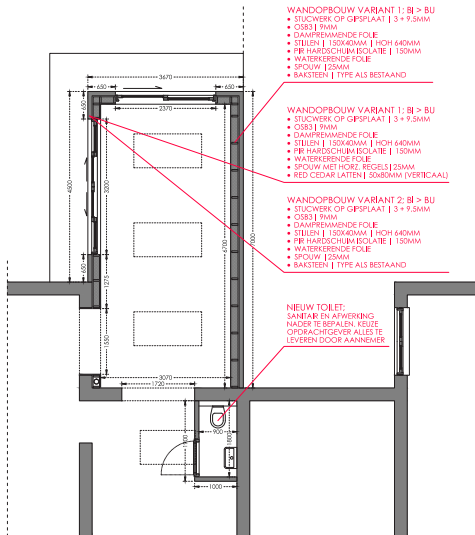 WANDOPBOUW VARIANT 1; BI > BU
• STUCWERK OP GIPSPLAAT | 3 + 9.5MM
• OSB3 | 9MM
• DAMPREMMENDE FOLIE
• STIJLEN | 150X40MM | HOH 640MM
• PIR HARDSCHUIM ISOLATIE | 150MM
• WATERKERENDE FOLIE
• SPOUW | 25MM
• BAKSTEEN | TYPE ALS BESTAAND
WANDOPBOUW VARIANT 1; BI > BU
• STUCWERK OP GIPSPLAAT | 3 + 9.5MM
• OSB3 | 9MM
• DAMPREMMENDE FOLIE
• STIJLEN | 150X40MM | HOH 640MM
• PIR HARDSCHUIM ISOLATIE | 150MM
• WATERKERENDE FOLIE
• SPOUW MET HORZ. REGELS | 25MM
• RED CEDAR LATTEN | 50x80MM (VERTICAAL)
WANDOPBOUW VARIANT 2; BI > BU
• STUCWERK OP GIPSPLAAT | 3 + 9.5MM
• OSB3 | 9MM
• DAMPREMMENDE FOLIE
• STIJLEN | 150X40MM | HOH 640MM
• PIR HARDSCHUIM ISOLATIE | 150MM
• WATERKERENDE FOLIE
• SPOUW | 25MM
• BAKSTEEN | TYPE ALS BESTAAND
NIEUW TOILET;
SANITAIR EN AFWERKING
NADER TE BEPALEN, KEUZE
OPDRACHTGEVER ALLES TE
LEVEREN DOOR AANNEMER
3670
650
650
2370
650
4500
3200
6700
650
1275
1550
3070
1720
900
1800
1000